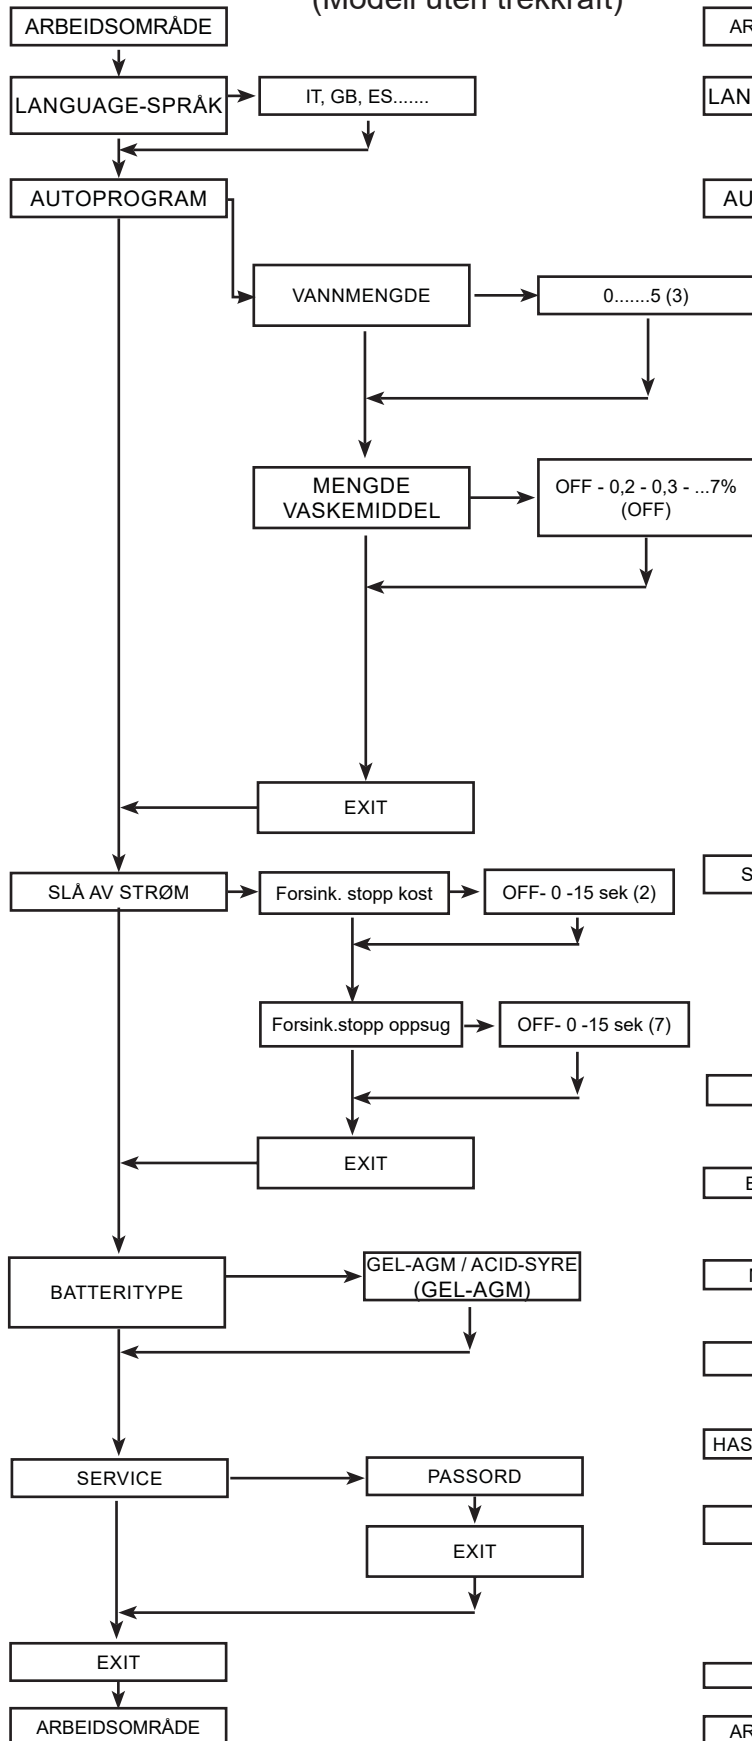 (Modell uten trekkraft)
ARBEIDSOMRÅDE
LANGUAGE-SPRÅK
IT, GB, ES.......
AUTOPROGRAM
VANNMENGDE
0.......5 (3)
MENGDE
VASKEMIDDEL
OFF - 0,2 - 0,3 - ...7%
(OFF)
EXIT
SLÅ AV STRØM
Forsink. stopp kost
OFF- 0 -15 sek (2)
Forsink.stopp oppsug
OFF- 0 -15 sek (7)
EXIT
BATTERITYPE
GEL-AGM / ACID-SYRE
(GEL-AGM)
SERVICE
PASSORD
EXIT
EXIT
ARBEIDSOMRÅDE